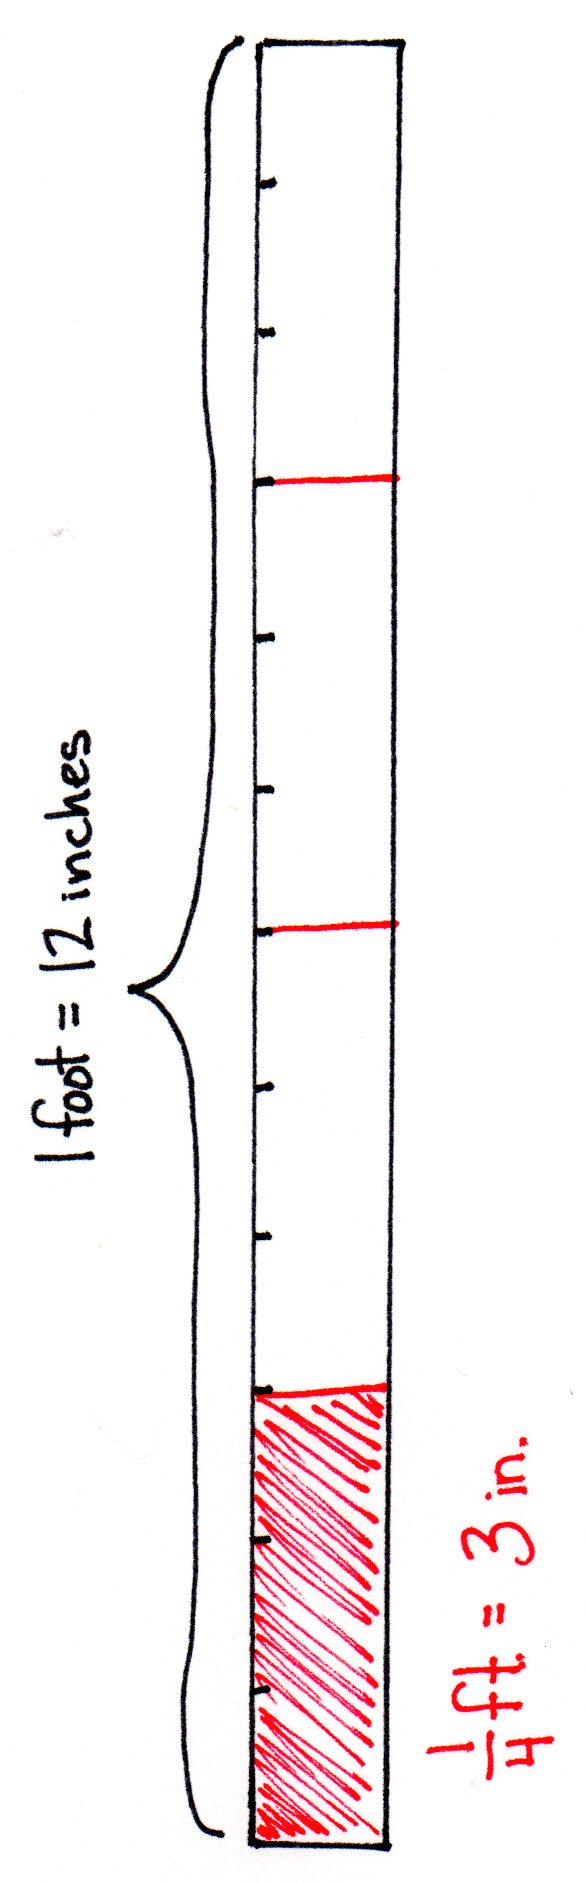 1 foot = 12 inches
1/4 ft. = 3 in.